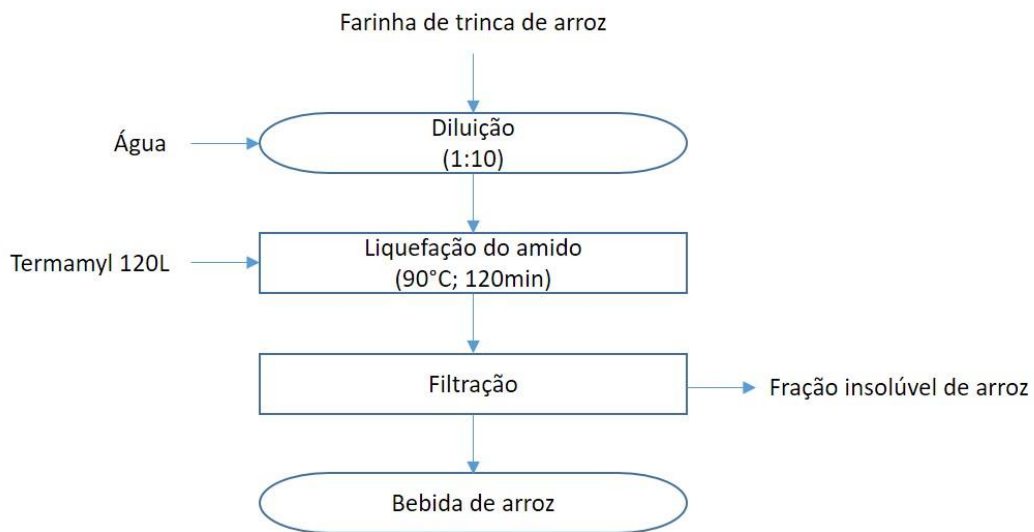 Farinha de trinca de arroz
Água
Diluição
(1:10)
Termamyl 120L
Liquefação do amido
(90°C; 120min)
Filtração
Fração insolúvel de arroz
Bebida de arroz